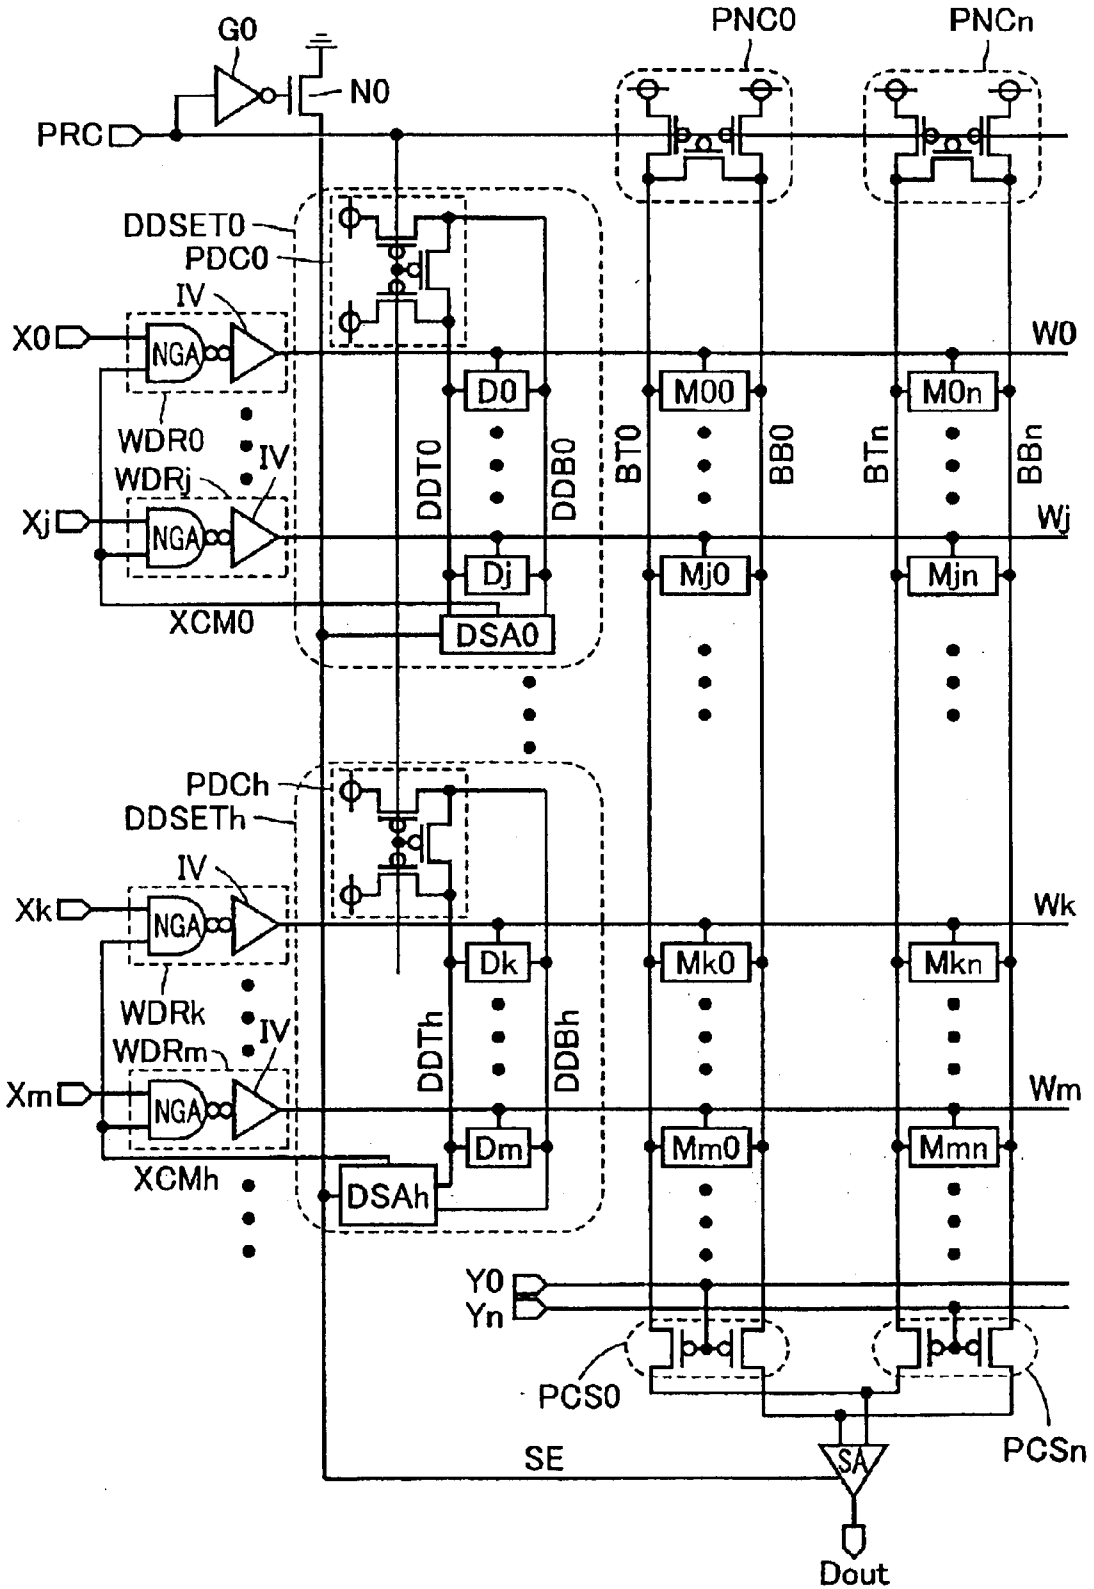 G0
PNC0
PNCn
N0
PRC
DDSET0
PDC0
IV
X0
NGA
W0
D0
M00
M0n
WDR0
WDRj
IV
DDT0
DDB0
BT0
BB0
BTn
BBn
Xj
NGA
Wj
Dj
Mj0
Mjn
XCM0
DSA0
PDCh
DDSETh
IV
Xk
NGA
Wk
Dk
Mk0
Mkn
WDRk
WDRm
IV
DDTh
DDBh
Xm
NGA
Wm
Dm
Mm0
Mmn
XCMh
DSAh
Y0
Yn
PCS0
PCSn
SE
SA
Dout